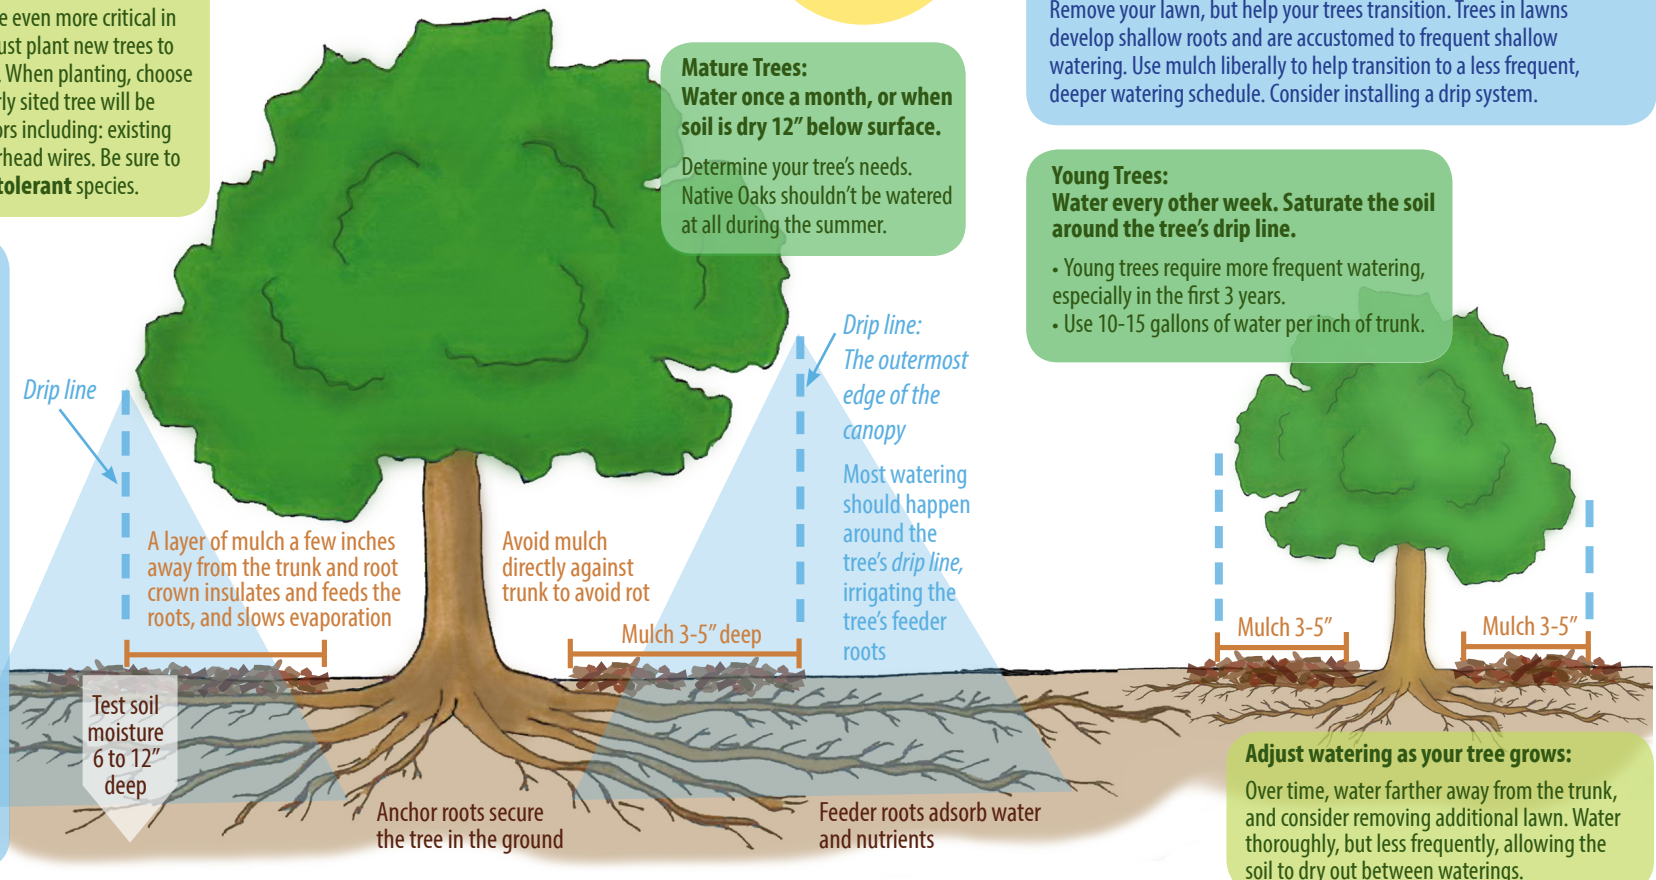 e even more critical in
ust plant new trees to
. When planting, choose
rly sited tree will be
ors including: existing
rhead wires. Be sure to
tolerant species.
Mature Trees:
Water once a month, or when
soil is dry 12” below surface.
Determine your tree’s needs.
Native Oaks shouldn’t be watered
at all during the summer.
Remove your lawn, but help your trees transition. Trees in lawns
develop shallow roots and are accustomed to frequent shallow
watering. Use mulch liberally to help transition to a less frequent,
deeper watering schedule. Consider installing a drip system.
Young Trees:
Water every other week. Saturate the soil
around the tree’s drip line.
• Young trees require more frequent watering,
especially in the first 3 years.
• Use 10-15 gallons of water per inch of trunk.
Drip line
Drip line:
The outermost
edge of the
canopy
Most watering
should happen
around the
tree’s drip line,
irrigating the
tree’s feeder
roots
A layer of mulch a few inches
away from the trunk and root
crown insulates and feeds the
roots, and slows evaporation
Avoid mulch
directly against
trunk to avoid rot
Mulch 3-5” deep
Mulch 3-5”
Mulch 3-5”
Test soil
moisture
6 to 12”
deep
Anchor roots secure
the tree in the ground
Feeder roots adsorb water
and nutrients
Adjust watering as your tree grows:
Over time, water farther away from the trunk,
and consider removing additional lawn. Water
thoroughly, but less frequently, allowing the
soil to dry out between waterings.